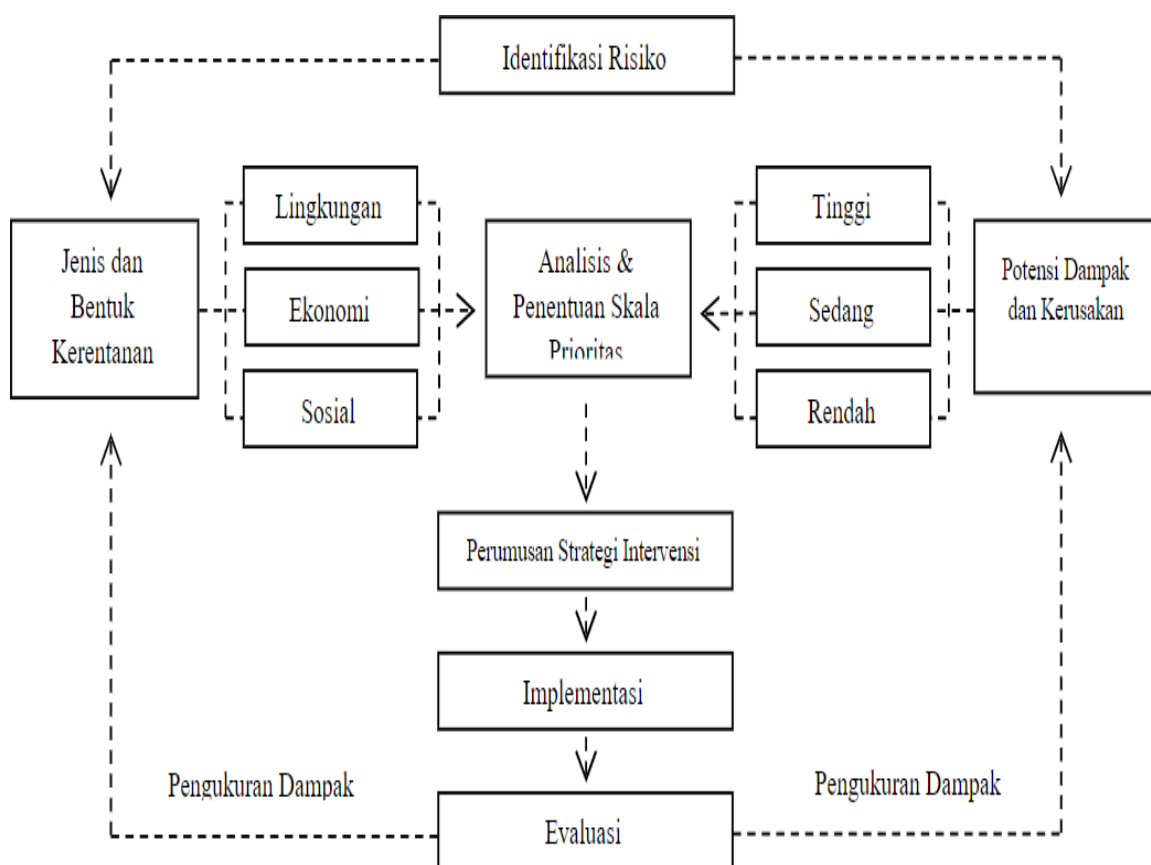 Identifikasi Risiko
Lingkungan
Tinggi
Jenis dan
Bentuk
Kerentanan
Analisis &
Penentuan Skala
Prioritas
Potensi Dampak
dan Kerusakan
Ekonomi
Sedang
Sosial
Rendah
Perumusan Strategi Intervensi
Implementasi
Pengukuran Dampak
Pengukuran Dampak
Evaluasi